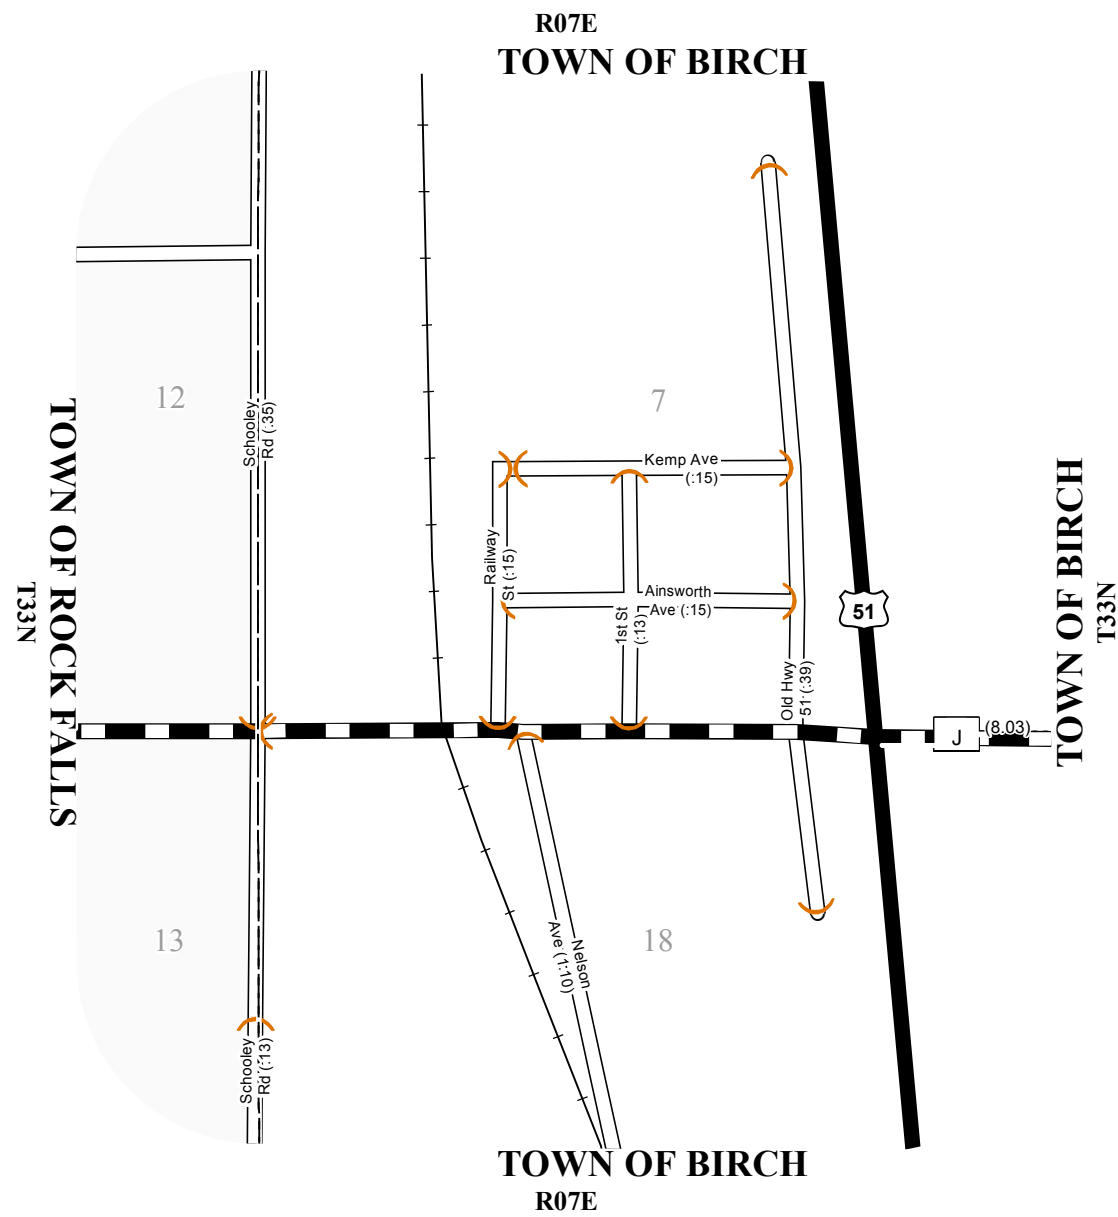 R07E
TOWN OF BIRCH
12
7
Schooley
Rd (:35)
TOWN OF ROCK FALLS
T33N
Kemp Ave
(:15)
Railway
St (:15)
Ainsworth
Ave (:15)
1st St
(:13)
51
Old Hwy
51 (:39)
J
(8.03)
TOWN OF BIRCH
T33N
13
18
Nelson
Ave (1:10)
Schooley
Rd (:13)
TOWN OF BIRCH
R07E